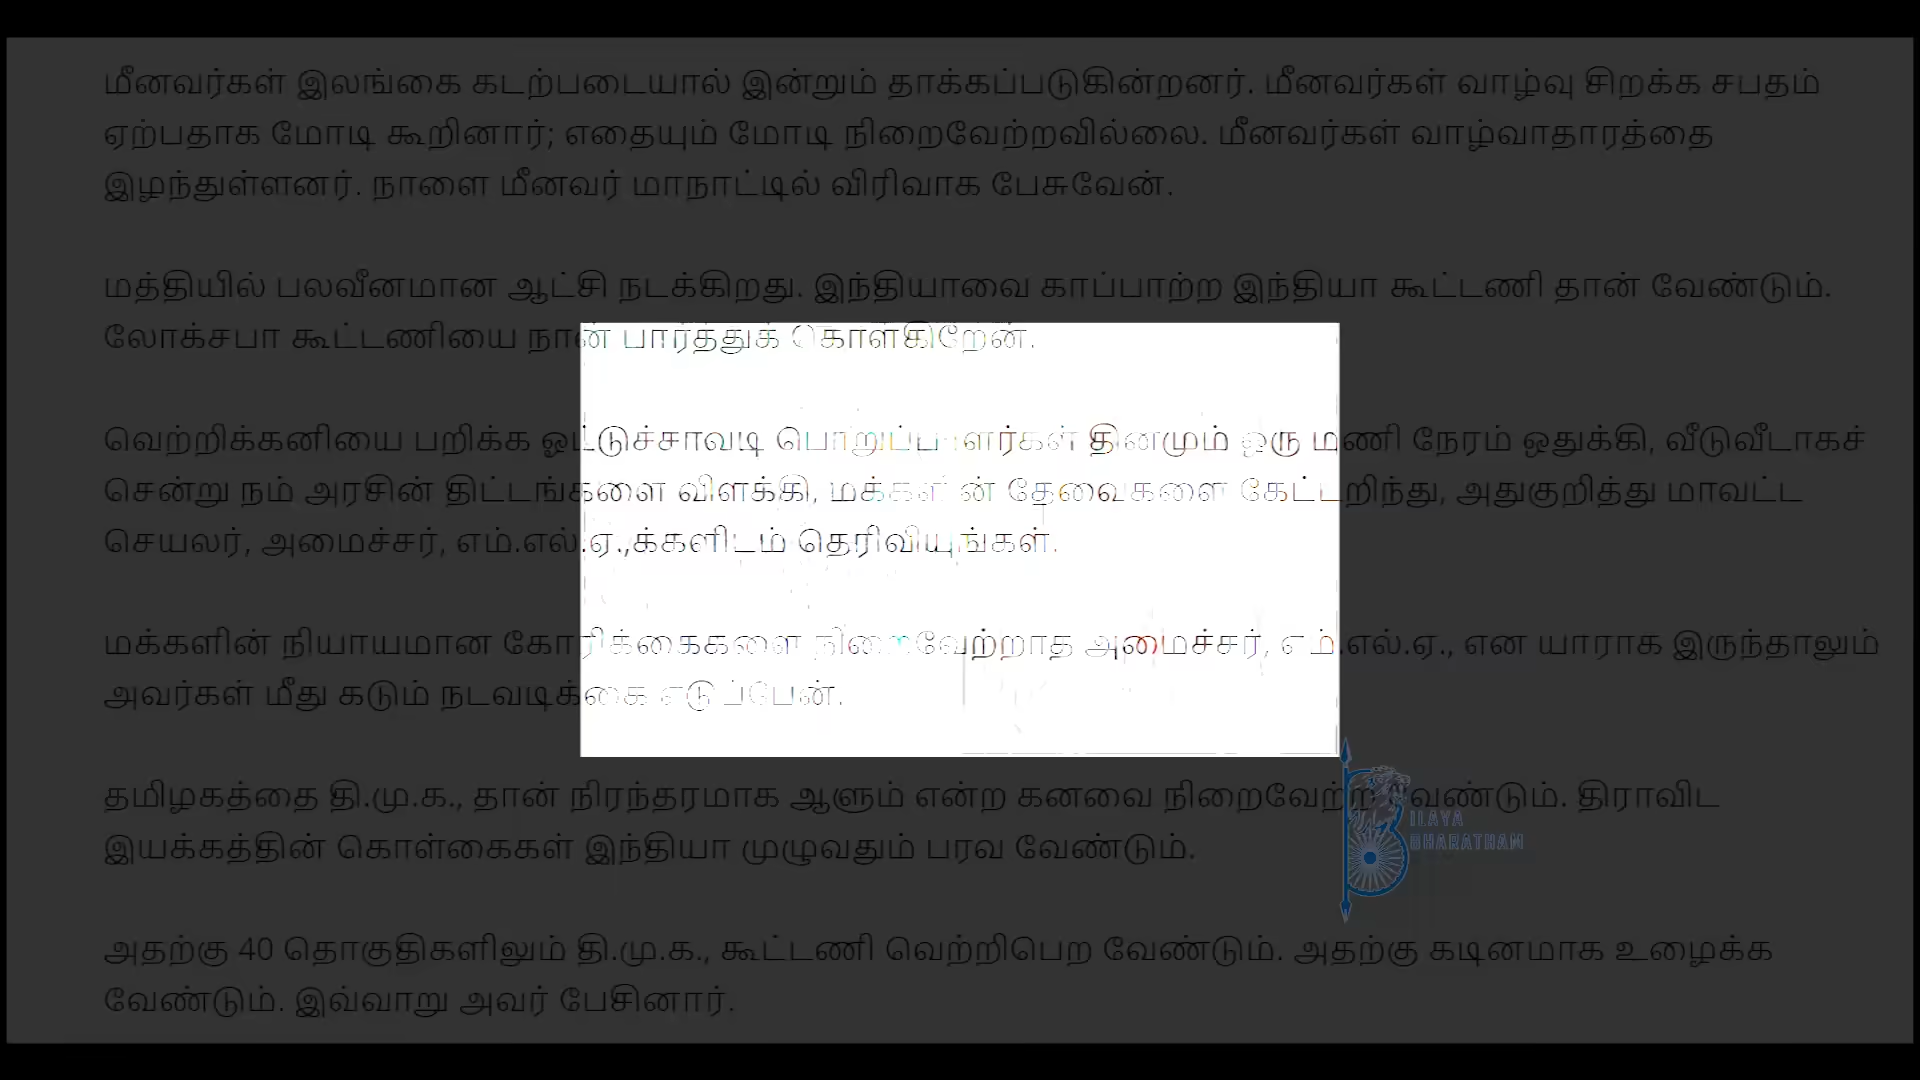 மீனவர்கள் இலங்கை கடற்படையால் இன்றும் தாக்கப்படுகின்றனர். மீனவர்கள் வாழ்வு சிறக்க சபதம்
ஏற்பதாக மோடி கூறினார்; எதையும் மோடி நிறைவேற்றவில்லை. மீனவர்கள் வாழ்வாதாரத்தை
இழந்துள்ளனர். நாளை மீனவர் மாநாட்டில் விரிவாக பேசுவேன்.
மத்தியில் பலவீனமான ஆட்சி நடக்கிறது. இந்தியாவை காப்பாற்ற இந்தியா கூட்டணி தான் வேண்டும்.
லோக்சபா கூட்டணியை நான் பார்த்துக் கொள்கிறேன்.
வெற்றிக்கனியை பறிக்க ஓட்டுச்சாவடி பொறுப்பாளர்கள் தினமும் ஒரு மணி நேரம் ஒதுக்கி, வீடுவீடாகச்
சென்று நம் அரசின் திட்டங்களை விளக்கி, மக்களின் தேவைகளை கேட்டறிந்து, அதுகுறித்து மாவட்ட
செயலர், அமைச்சர், எம்.எல்.ஏ.,க்களிடம் தெரிவியுங்கள்.
மக்களின் நியாயமான கோரிக்கைகளை நிறைவேற்றாத அமைச்சர், எம்.எல்.ஏ., என யாராக இருந்தாலும்
அவர்கள் மீது கடும் நடவடிக்கை எடுப்பேன்.
தமிழகத்தை தி.மு.க., தான் நிரந்தரமாக ஆளும் என்ற கனவை நிறைவேற்ற வேண்டும். திராவிட
இயக்கத்தின் கொள்கைகள் இந்தியா முழுவதும் பரவ வேண்டும்.
ILAYA
BHARATHAM
அதற்கு 40 தொகுதிகளிலும் தி.மு.க., கூட்டணி வெற்றிபெற வேண்டும். அதற்கு கடினமாக உழைக்க
வேண்டும். இவ்வாறு அவர் பேசினார்.